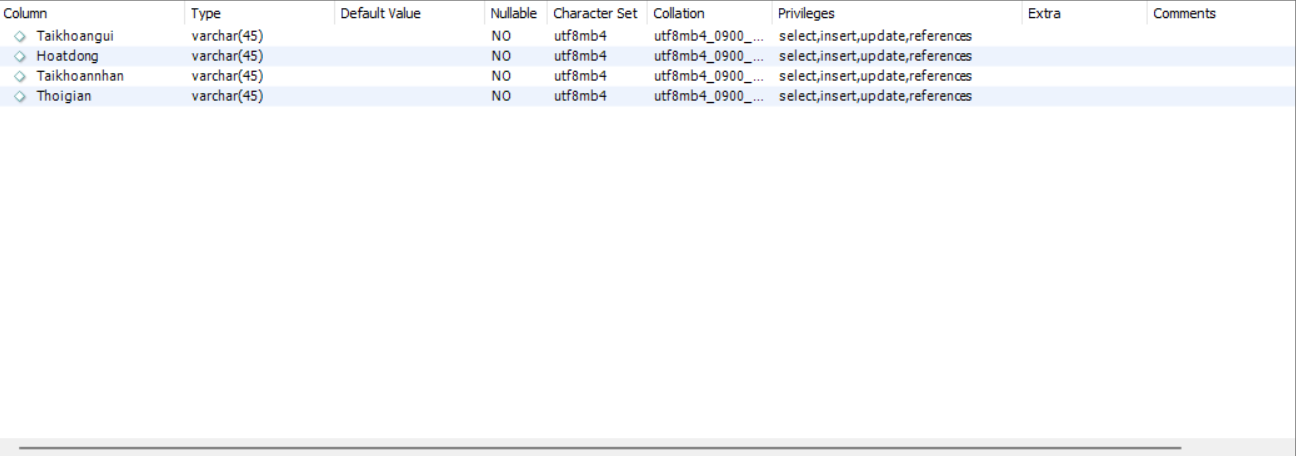 Column Type Default Value Nullable Character Set Collation Privileges Extra Comments
Taikhoangui varchar(45) NO utf8mb4 utf8mb4_0900_... select,insert,update,references
Hoatdong varchar(45) NO utf8mb4 utf8mb4_0900_... select,insert,update,references
Taikhoannhan varchar(45) NO utf8mb4 utf8mb4_0900_... select,insert,update,references
Thoigian varchar(45) NO utf8mb4 utf8mb4_0900_... select,insert,update,references